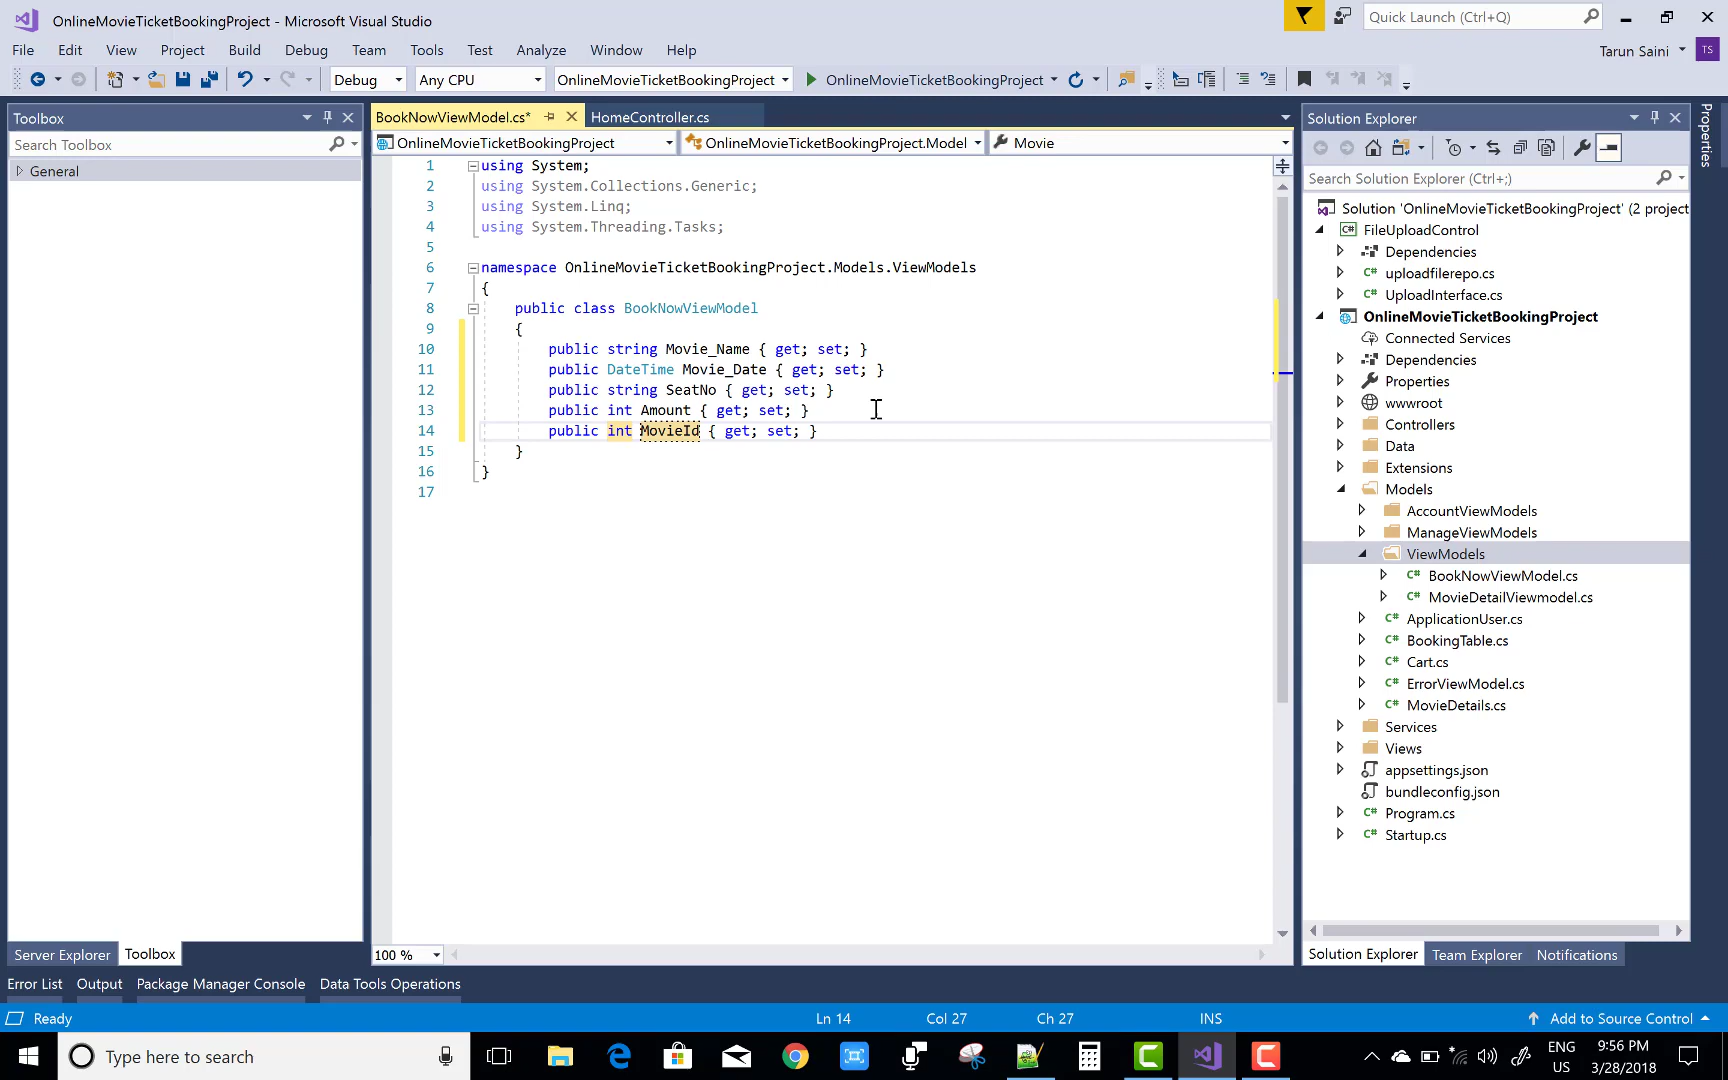 OnlineMovieTicketBookingProject - Microsoft Visual Studio
Quick Launch (Ctrl+Q)
File Edit View Project Build Debug Team Tools Test Analyze Window Help
Tarun Saini TS
Debug Any CPU OnlineMovieTicketBookingProject OnlineMovieTicketBookingProject
Toolbox
Search Toolbox
General
BookNowViewModel.cs* HomeController.cs
OnlineMovieTicketBookingProject OnlineMovieTicketBookingProject.Model Movie
1 using System;
2 using System.Collections.Generic;
3 using System.Linq;
4 using System.Threading.Tasks;
5
6 namespace OnlineMovieTicketBookingProject.Models.ViewModels
7 {
8 public class BookNowViewModel
9 {
10 public string Movie_Name { get; set; }
11 public DateTime Movie_Date { get; set; }
12 public string SeatNo { get; set; }
13 public int Amount { get; set; }
14 public int MovieId { get; set; }
15 }
16 }
17
100 %
Solution Explorer
Search Solution Explorer (Ctrl+;)
Solution 'OnlineMovieTicketBookingProject' (2 project
FileUploadControl
Dependencies
uploadfilerepo.cs
UploadInterface.cs
OnlineMovieTicketBookingProject
Connected Services
Dependencies
Properties
wwwroot
Controllers
Data
Extensions
Models
AccountViewModels
ManageViewModels
ViewModels
BookNowViewModel.cs
MovieDetailViewmodel.cs
ApplicationUser.cs
BookingTable.cs
Cart.cs
ErrorViewModel.cs
MovieDetails.cs
Services
Views
appsettings.json
bundleconfig.json
Program.cs
Startup.cs
Properties
Server Explorer Toolbox
Solution Explorer Team Explorer Notifications
Error List Output Package Manager Console Data Tools Operations
Ready Ln 14 Col 27 Ch 27 INS Add to Source Control
Type here to search
ENG
US
9:56 PM
3/28/2018